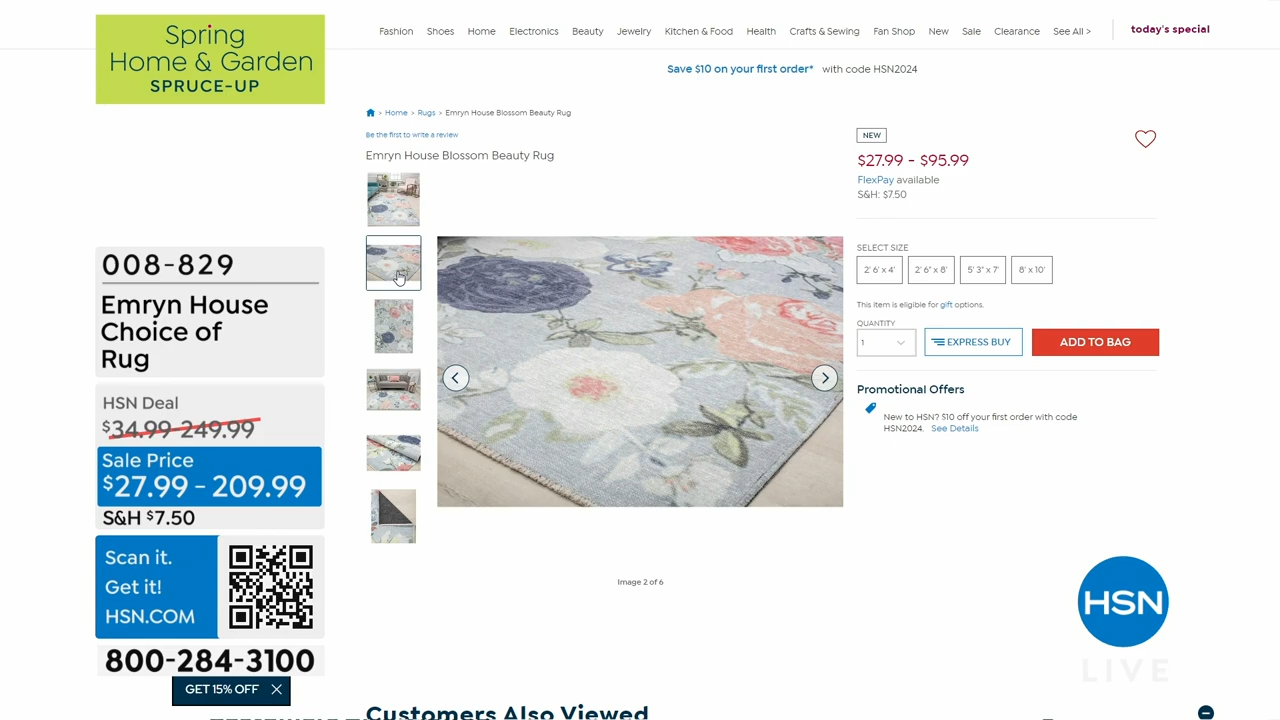 Spring
Home & Garden
SPRUCE-UP
Fashion Shoes Home Electronics Beauty Jewelry Kitchen & Food Health Crafts & Sewing Fan Shop New Sale Clearance See All > today's special
Save $10 on your first order* with code HSN2024
> Home > Rugs > Emryn House Blossom Beauty Rug
Be the first to write a review
Emryn House Blossom Beauty Rug
NEW
$27.99 - $95.99
FlexPay available
S&H: $7.50
SELECT SIZE
2' 6' x 4' 2' 6" x 8' 5' 3" x 7' 8' x 10'
This item is eligible for gift options.
QUANTITY
1 EXPRESS BUY ADD TO BAG
Promotional Offers
New to HSN? $10 off your first order with code
HSN2024. See Details
Image 2 of 6
008-829
Emryn House
Choice of
Rug
HSN Deal
$34.99-249.99
Sale Price
$27.99 - 209.99
S&H $7.50
Scan it.
Get it!
HSN.COM
800-284-3100
GET 15% OFF
HSN
LIVE
Customers Also Viewed